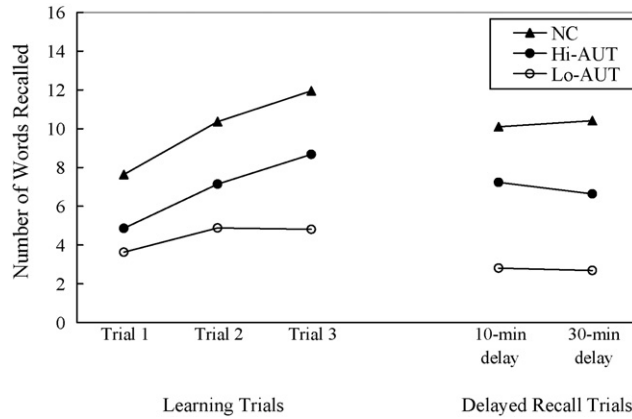 18
16
14
12
10
8
6
4
2
0
Number of Words Recalled
NC
Hi-AUT
Lo-AUT
Trial 1 Trial 2 Trial 3 10-min delay 30-min delay
Learning Trials Delayed Recall Trials